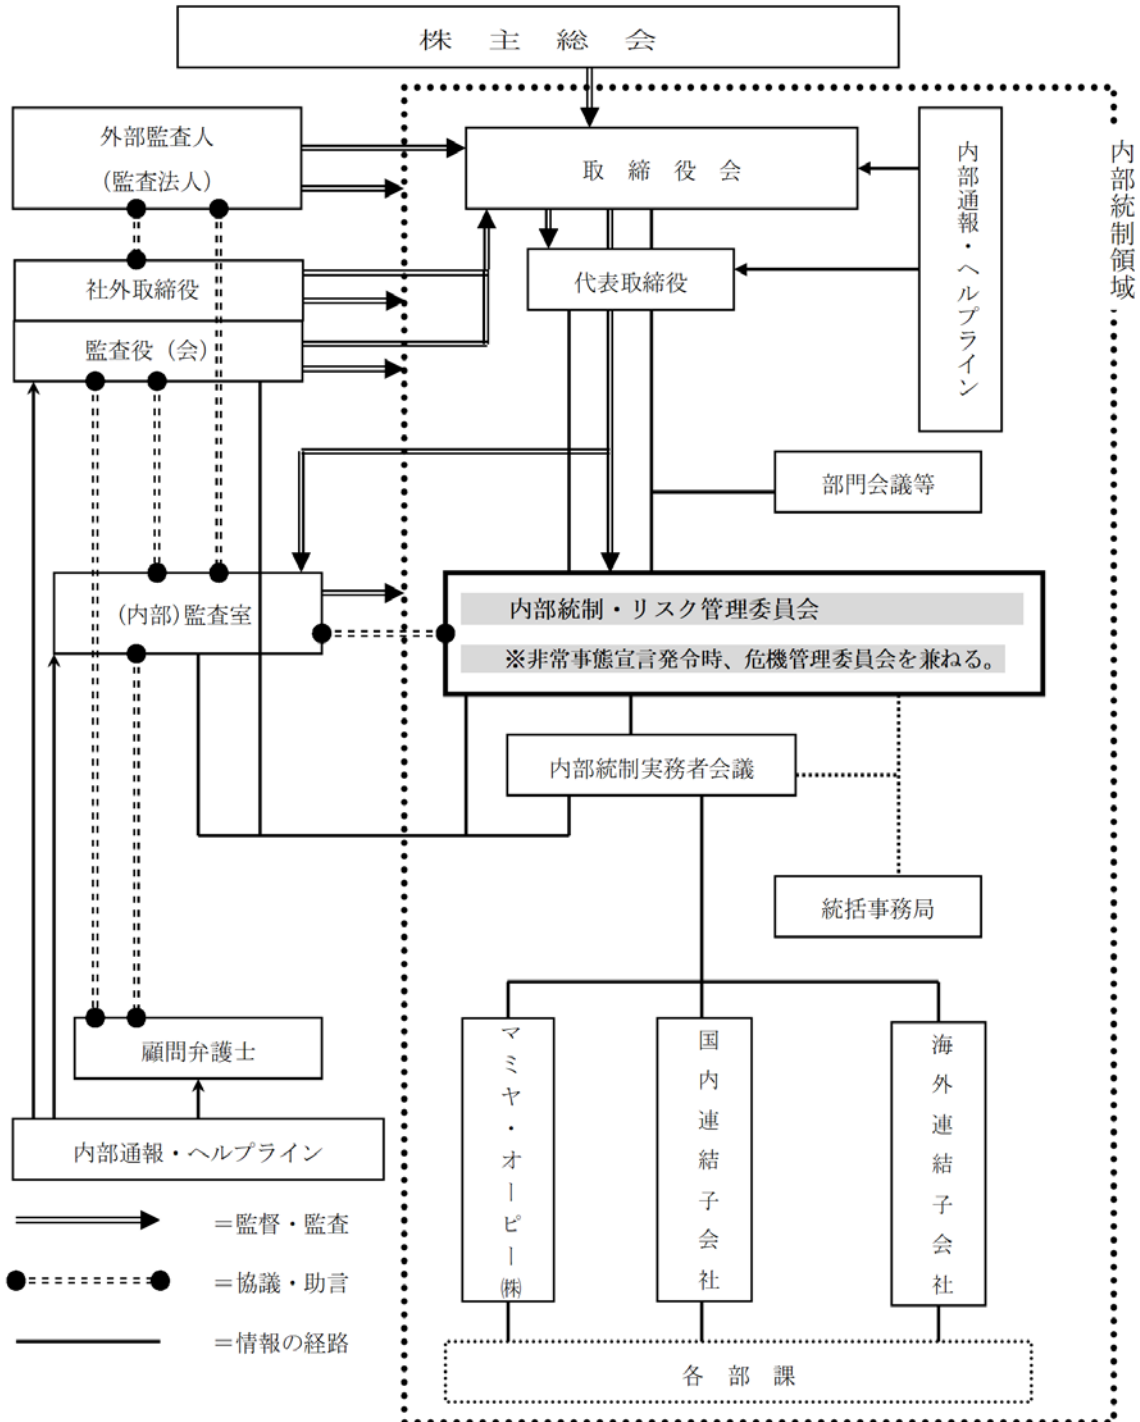 株主総会
外部監査人
(監査法人)
取締役会
内部通報・ヘルプライン
内部統制領域
社外取締役
代表取締役
監査役（会）
部門会議等
(内部)監査室
内部統制・リスク管理委員会
※非常事態宣言発令時、危機管理委員会を兼ねる。
内部統制実務者会議
統括事務局
顧問弁護士
内部通報・ヘルプライン
マミヤ・オーピー㈱
国内連結子会社
海外連結子会社
＝監督・監査
＝協議・助言
＝情報の経路
各部課